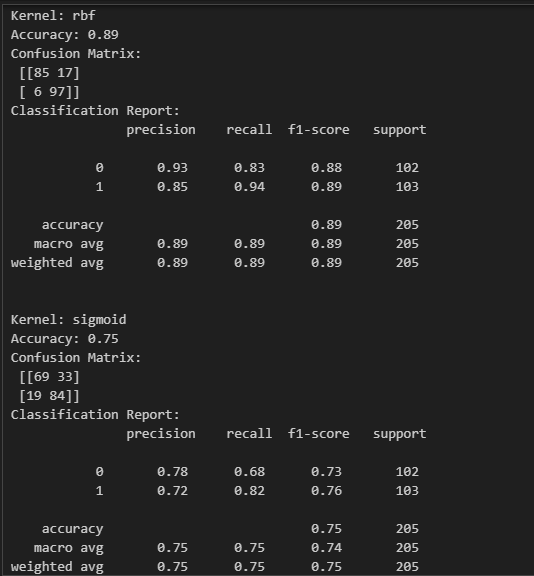 Kernel: rbf
Accuracy: 0.89
Confusion Matrix:
[[85 17]
[ 6 97]]
Classification Report:
precision recall f1-score support
0 0.93 0.83 0.88 102
1 0.85 0.94 0.89 103
accuracy 0.89 205
macro avg 0.89 0.89 0.89 205
weighted avg 0.89 0.89 0.89 205
Kernel: sigmoid
Accuracy: 0.75
Confusion Matrix:
[[69 33]
[19 84]]
Classification Report:
precision recall f1-score support
0 0.78 0.68 0.73 102
1 0.72 0.82 0.76 103
accuracy 0.75 205
macro avg 0.75 0.75 0.74 205
weighted avg 0.75 0.75 0.75 205